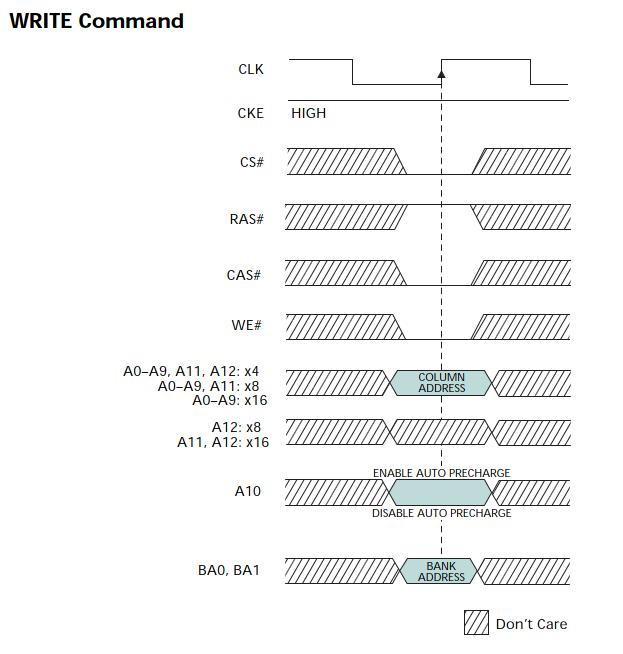 WRITE Command
CLK
CKE HIGH
CS#
RAS#
CAS#
WE#
A0–A9, A11, A12: x4
A0–A9, A11: x8
A0–A9: x16
COLUMN
ADDRESS
A12: x8
A11, A12: x16
ENABLE AUTO PRECHARGE
A10
DISABLE AUTO PRECHARGE
BA0, BA1
BANK
ADDRESS
Don't Care